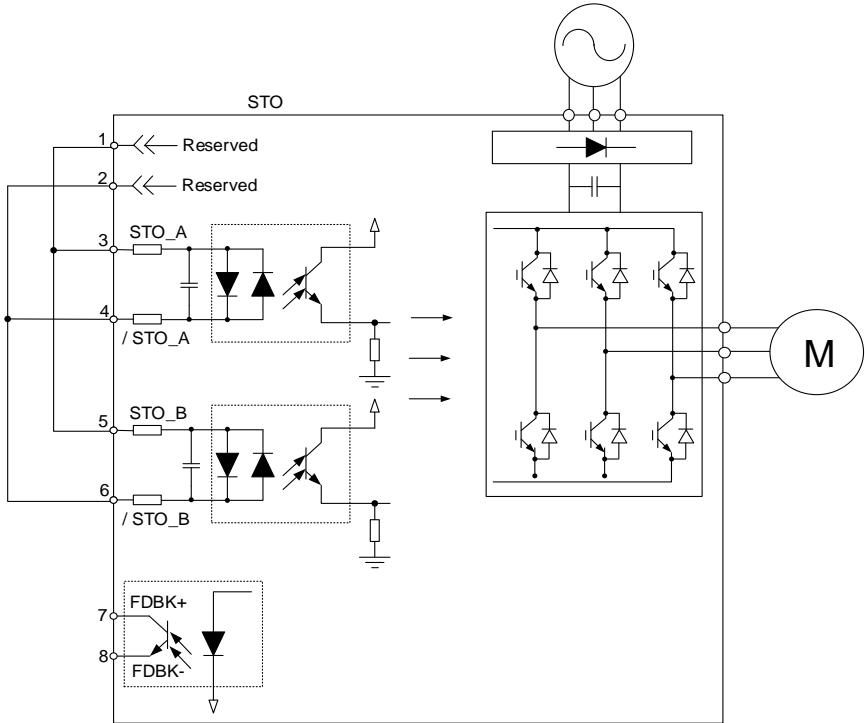 STO
1
Reserved
2
Reserved
3
STO_A
4
/ STO_A
5
STO_B
6
/ STO_B
7
FDBK+
8
FDBK-
M